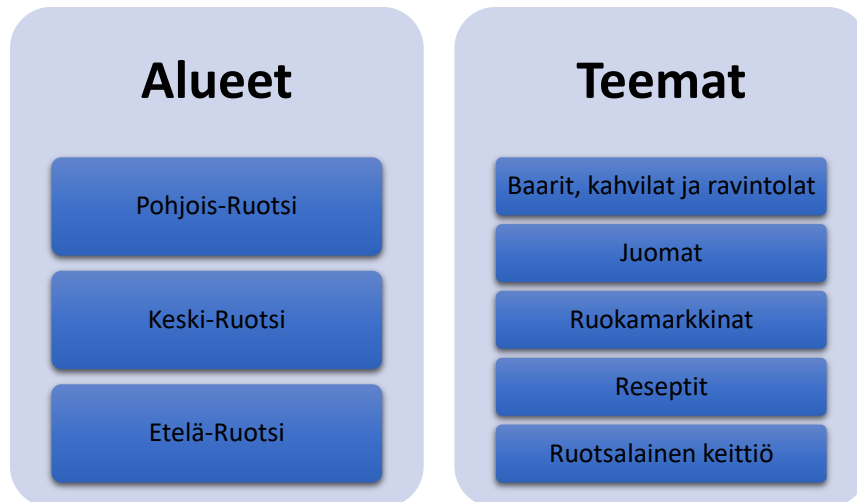 Alueet
Pohjois-Ruotsi
Keski-Ruotsi
Etelä-Ruotsi
Teemat
Baarit, kahvilat ja ravintolat
Juomat
Ruokamarkkinat
Reseptit
Ruotsalainen keittiö